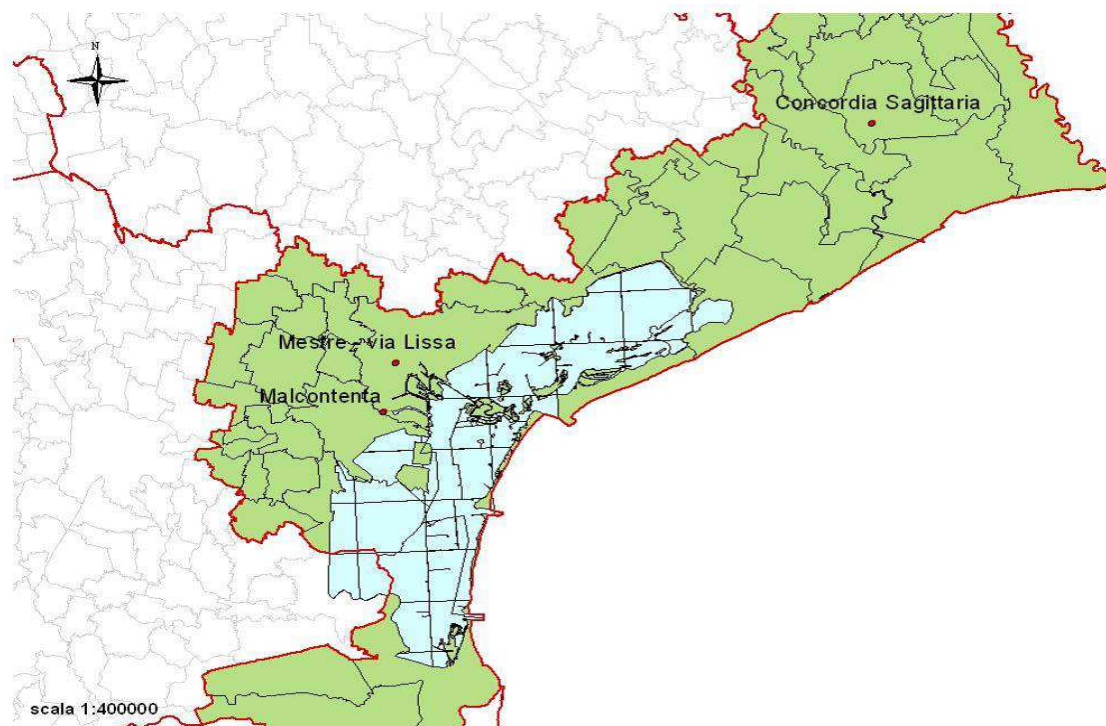 N
Concordia Sagittaria
Mestre - via Lissa
Malcontenta
scala 1:400000